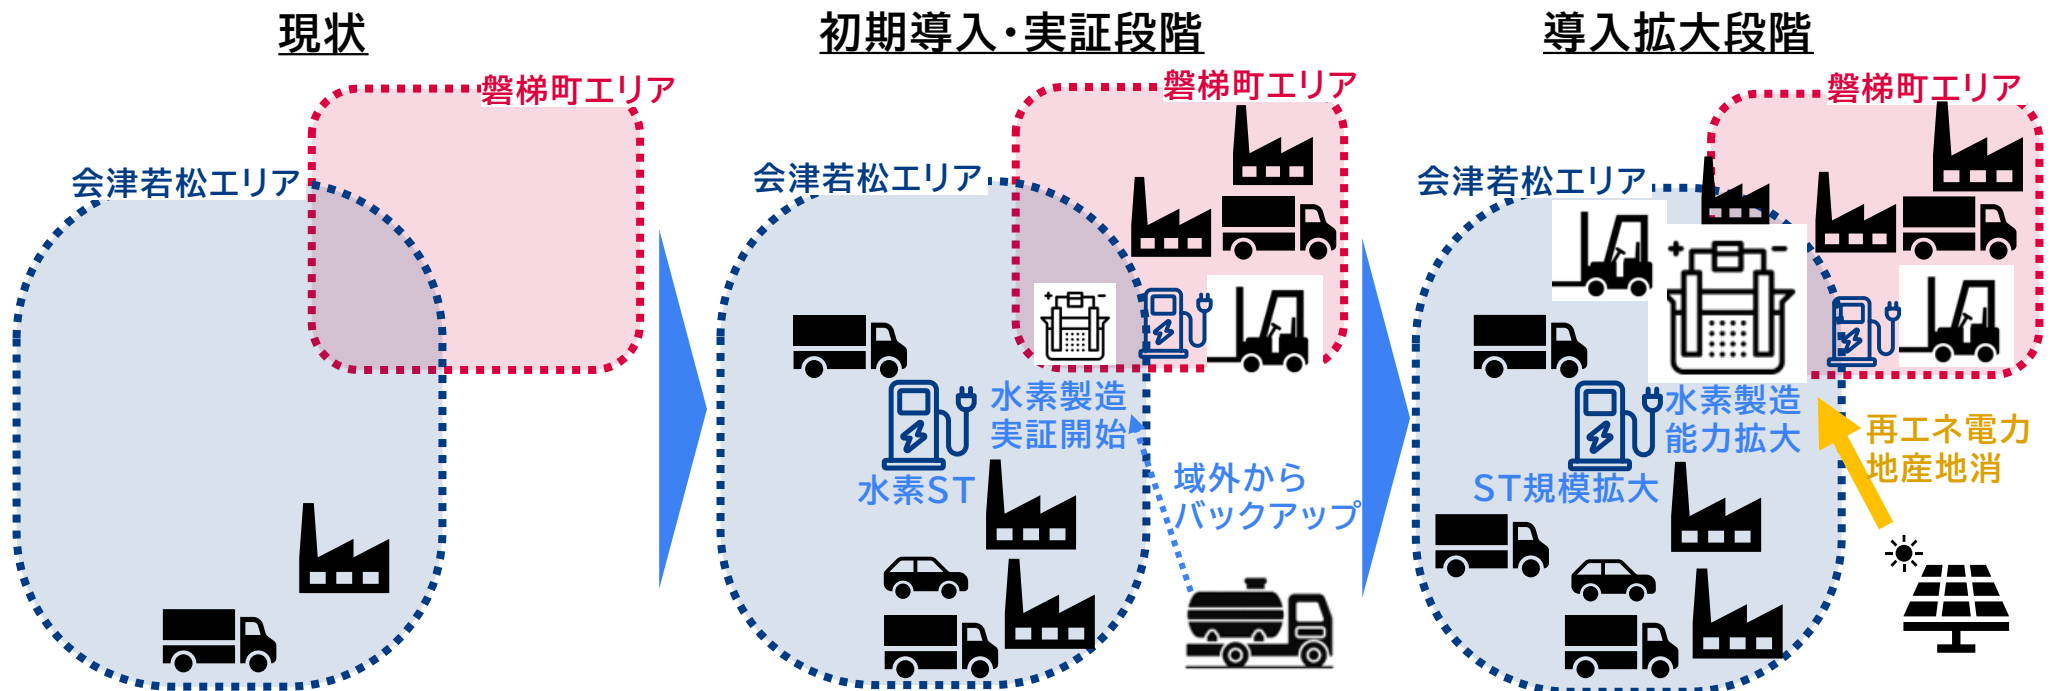 現状
磐梯町エリア
会津若松エリア
初期導入・実証段階
磐梯町エリア
会津若松エリア
水素製造
実証開始
水素ST
域外から
バックアップ
導入拡大段階
磐梯町エリア
会津若松エリア
水素製造
能力拡大
ST規模拡大
再エネ電力
地産地消